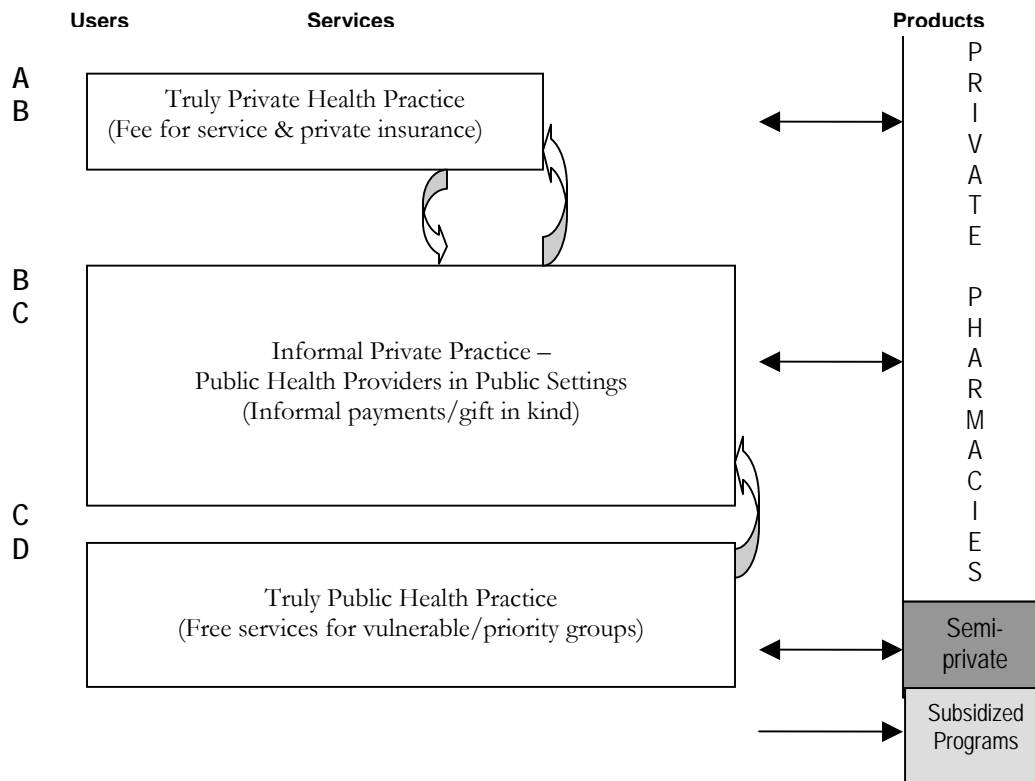 Users Services Products
A
B
Truly Private Health Practice
(Fee for service & private insurance)
B
C
Informal Private Practice –
Public Health Providers in Public Settings
(Informal payments/gift in kind)
C
D
Truly Public Health Practice
(Free services for vulnerable/priority groups)
P
R
I
V
A
T
E
P
H
A
R
M
A
C
I
E
S
Semi-
private
Subsidized
Programs